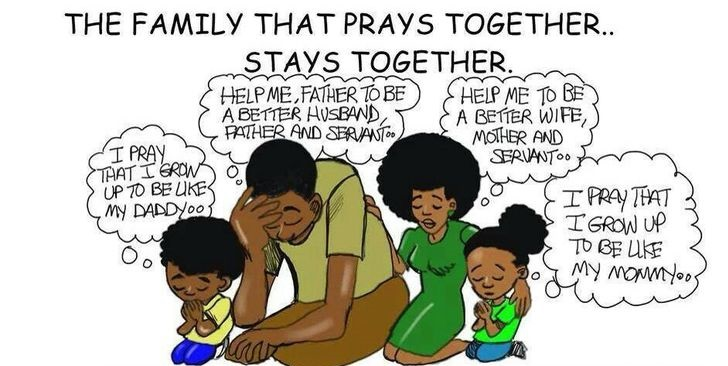 THE FAMILY THAT PRAYS TOGETHER..
STAYS TOGETHER.
HELP ME, FATHER TO BE
A BETTER HUSBAND,
FATHER AND SERVANT...
HELP ME TO BE
A BETTER WIFE,
MOTHER AND
SERVANT...
I PRAY
THAT I GROW
UP TO BE LIKE
MY DADDY...
I PRAY THAT
I GROW UP
TO BE LIKE
MY MOMMY...